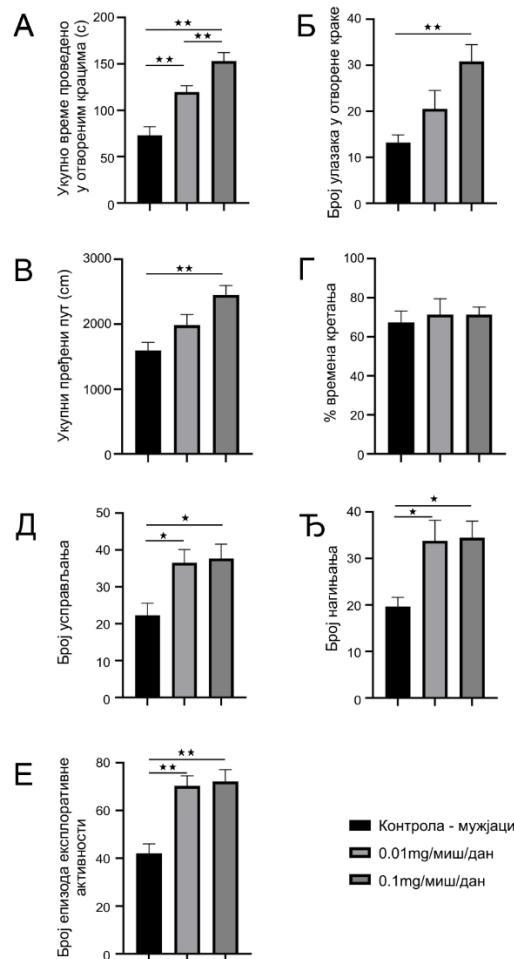 А
Укупно време проведено
у отвореним крацима (с)
200
150
100
50
0
★★
★★
★★
Б
Број улазака у отворене краке
40
30
20
10
0
★★
В
Укупни пређени пут (cm)
3000
2000
1000
0
★★
Г
% времена кретања
100
80
60
40
20
0
Д
Број усправљања
50
40
30
20
10
0
★
★
Ђ
Број нагињања
40
30
20
10
0
★
★
Е
Број епизода експлоративне
активности
80
60
40
20
0
★★
★★
Контрола - мужјаци
0.01mg/миш/дан
0.1mg/миш/дан